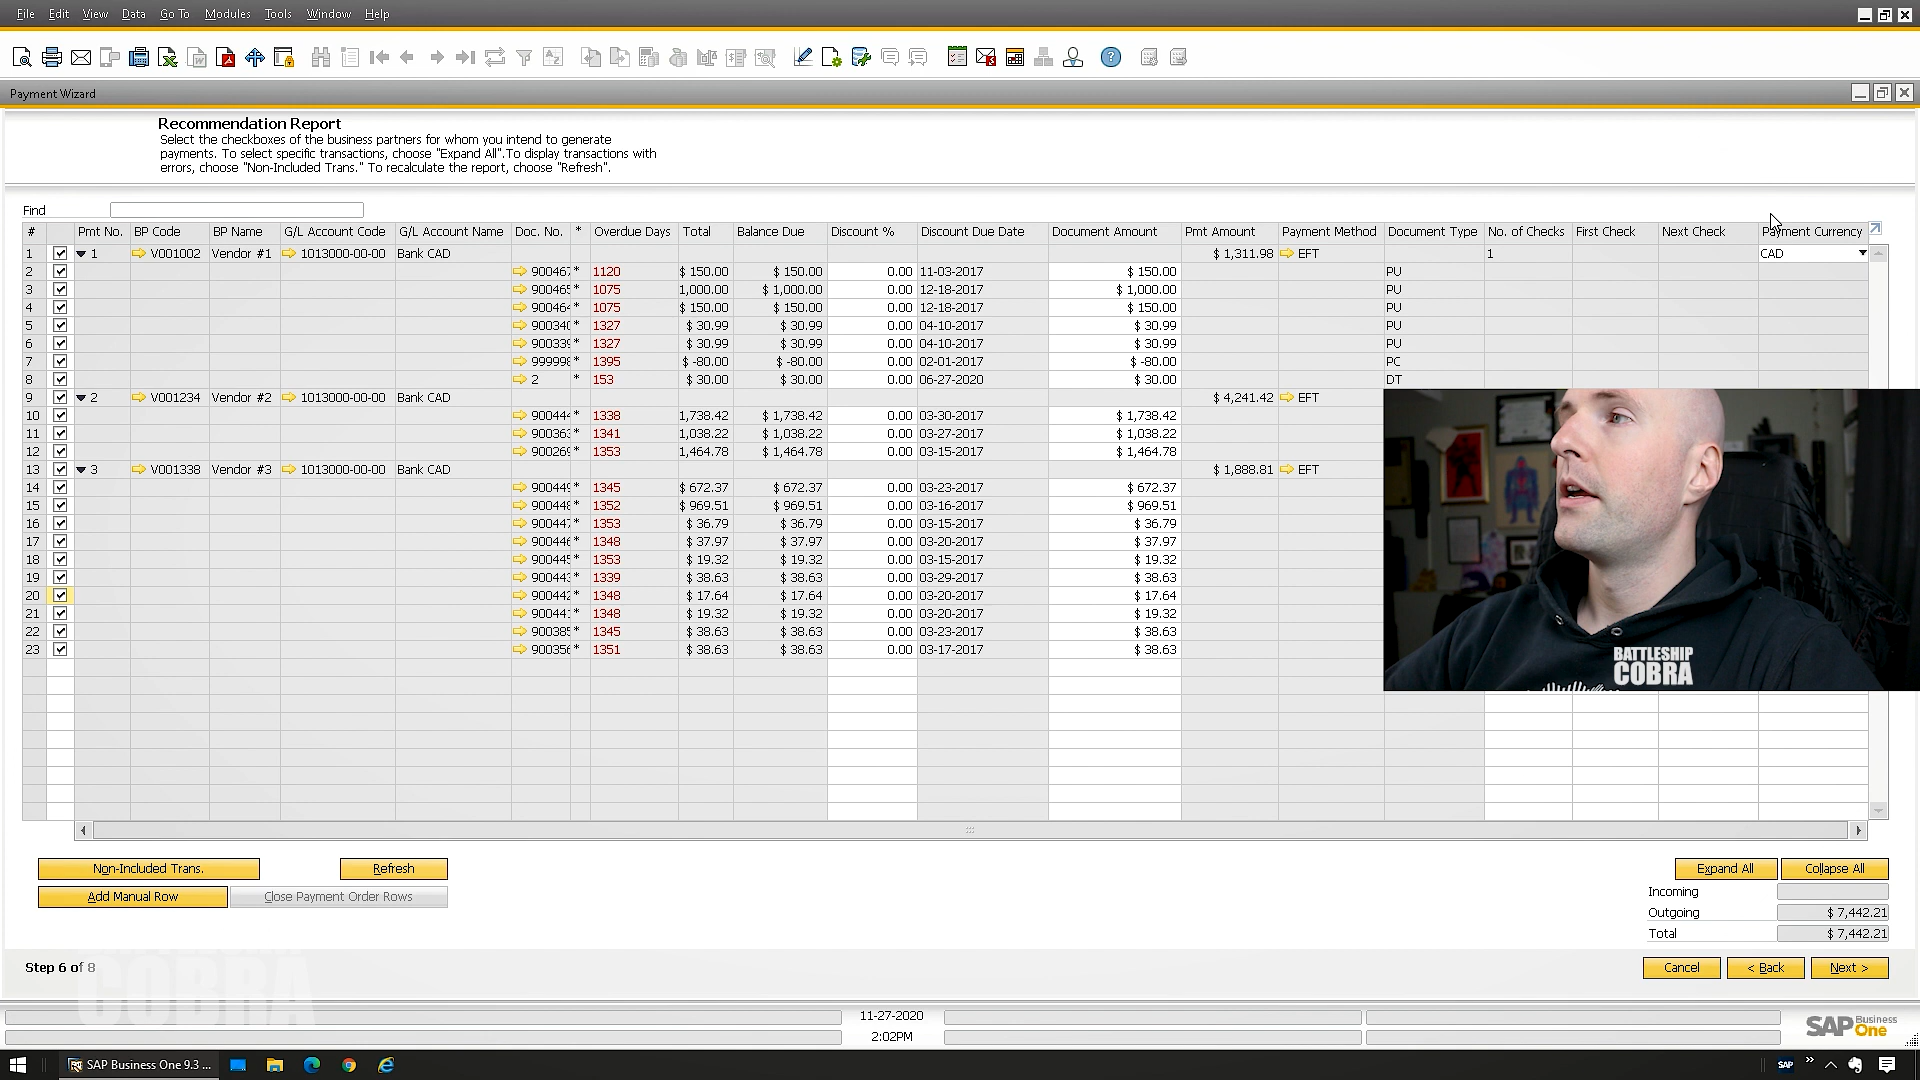 File Edit View Data Go To Modules Tools Window Help
Payment Wizard
Recommendation Report
Select the checkboxes of the business partners for whom you intend to generate
payments. To select specific transactions, choose "Expand All".To display transactions with
errors, choose "Non-Included Trans." To recalculate the report, choose "Refresh".
Find
# Pmt No. BP Code BP Name G/L Account Code G/L Account Name Doc. No. * Overdue Days Total Balance Due Discount % Discount Due Date Document Amount Pmt Amount Payment Method Document Type No. of Checks First Check Next Check Payment Currency
1 1 V001002 Vendor #1 1013000-00-00 Bank CAD $ 1,311.98 EFT 1 CAD
2 900467 * 1120 $ 150.00 $ 150.00 0.00 11-03-2017 $ 150.00 PU
3 900465 * 1075 1,000.00 $ 1,000.00 0.00 12-18-2017 $ 1,000.00 PU
4 900464 * 1075 $ 150.00 $ 150.00 0.00 12-18-2017 $ 150.00 PU
5 900340 * 1327 $ 30.99 $ 30.99 0.00 04-10-2017 $ 30.99 PU
6 900339 * 1327 $ 30.99 $ 30.99 0.00 04-10-2017 $ 30.99 PU
7 999998 * 1395 $ -80.00 $ -80.00 0.00 02-01-2017 $ -80.00 PC
8 2 * 153 $ 30.00 $ 30.00 0.00 06-27-2020 $ 30.00 DT
9 2 V001234 Vendor #2 1013000-00-00 Bank CAD $ 4,241.42 EFT
10 900444 * 1338 1,738.42 $ 1,738.42 0.00 03-30-2017 $ 1,738.42
11 900363 * 1341 1,038.22 $ 1,038.22 0.00 03-27-2017 $ 1,038.22
12 900269 * 1353 1,464.78 $ 1,464.78 0.00 03-15-2017 $ 1,464.78
13 3 V001338 Vendor #3 1013000-00-00 Bank CAD $ 1,888.81 EFT
14 900449 * 1345 $ 672.37 $ 672.37 0.00 03-23-2017 $ 672.37
15 900448 * 1352 $ 969.51 $ 969.51 0.00 03-16-2017 $ 969.51
16 900447 * 1353 $ 36.79 $ 36.79 0.00 03-15-2017 $ 36.79
17 900446 * 1348 $ 37.97 $ 37.97 0.00 03-20-2017 $ 37.97
18 900445 * 1353 $ 19.32 $ 19.32 0.00 03-15-2017 $ 19.32
19 900443 * 1339 $ 38.63 $ 38.63 0.00 03-29-2017 $ 38.63
20 900442 * 1348 $ 17.64 $ 17.64 0.00 03-20-2017 $ 17.64
21 900441 * 1348 $ 19.32 $ 19.32 0.00 03-20-2017 $ 19.32
22 900385 * 1345 $ 38.63 $ 38.63 0.00 03-23-2017 $ 38.63
23 900356 * 1351 $ 38.63 $ 38.63 0.00 03-17-2017 $ 38.63
BATTLESHIP
COBRA
Non-Included Trans. Refresh Expand All Collapse All
Add Manual Row Close Payment Order Rows Incoming
Outgoing $ 7,442.21
Total $ 7,442.21
Step 6 of 8 Cancel < Back Next >
COBRA
11-27-2020
2:02PM
SAP Business One
SAP Business One 9.3 ... SAP